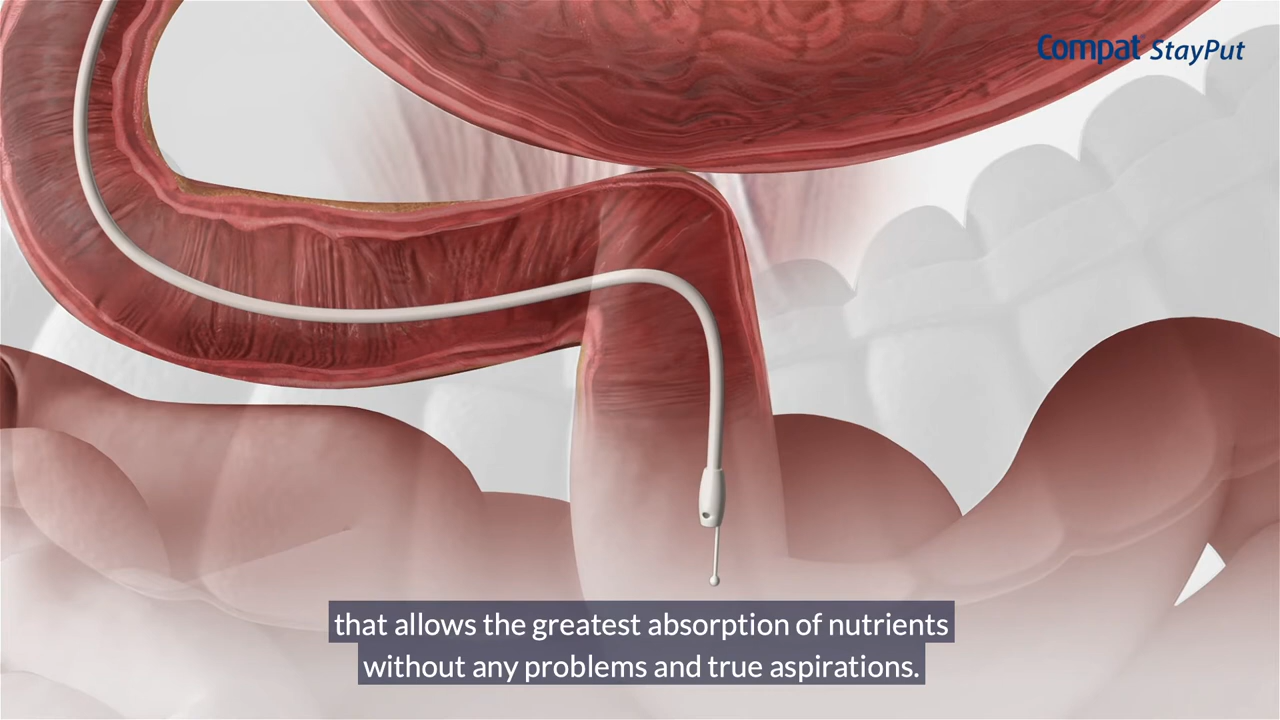 Compat StayPut
that allows the greatest absorption of nutrients
without any problems and true aspirations.